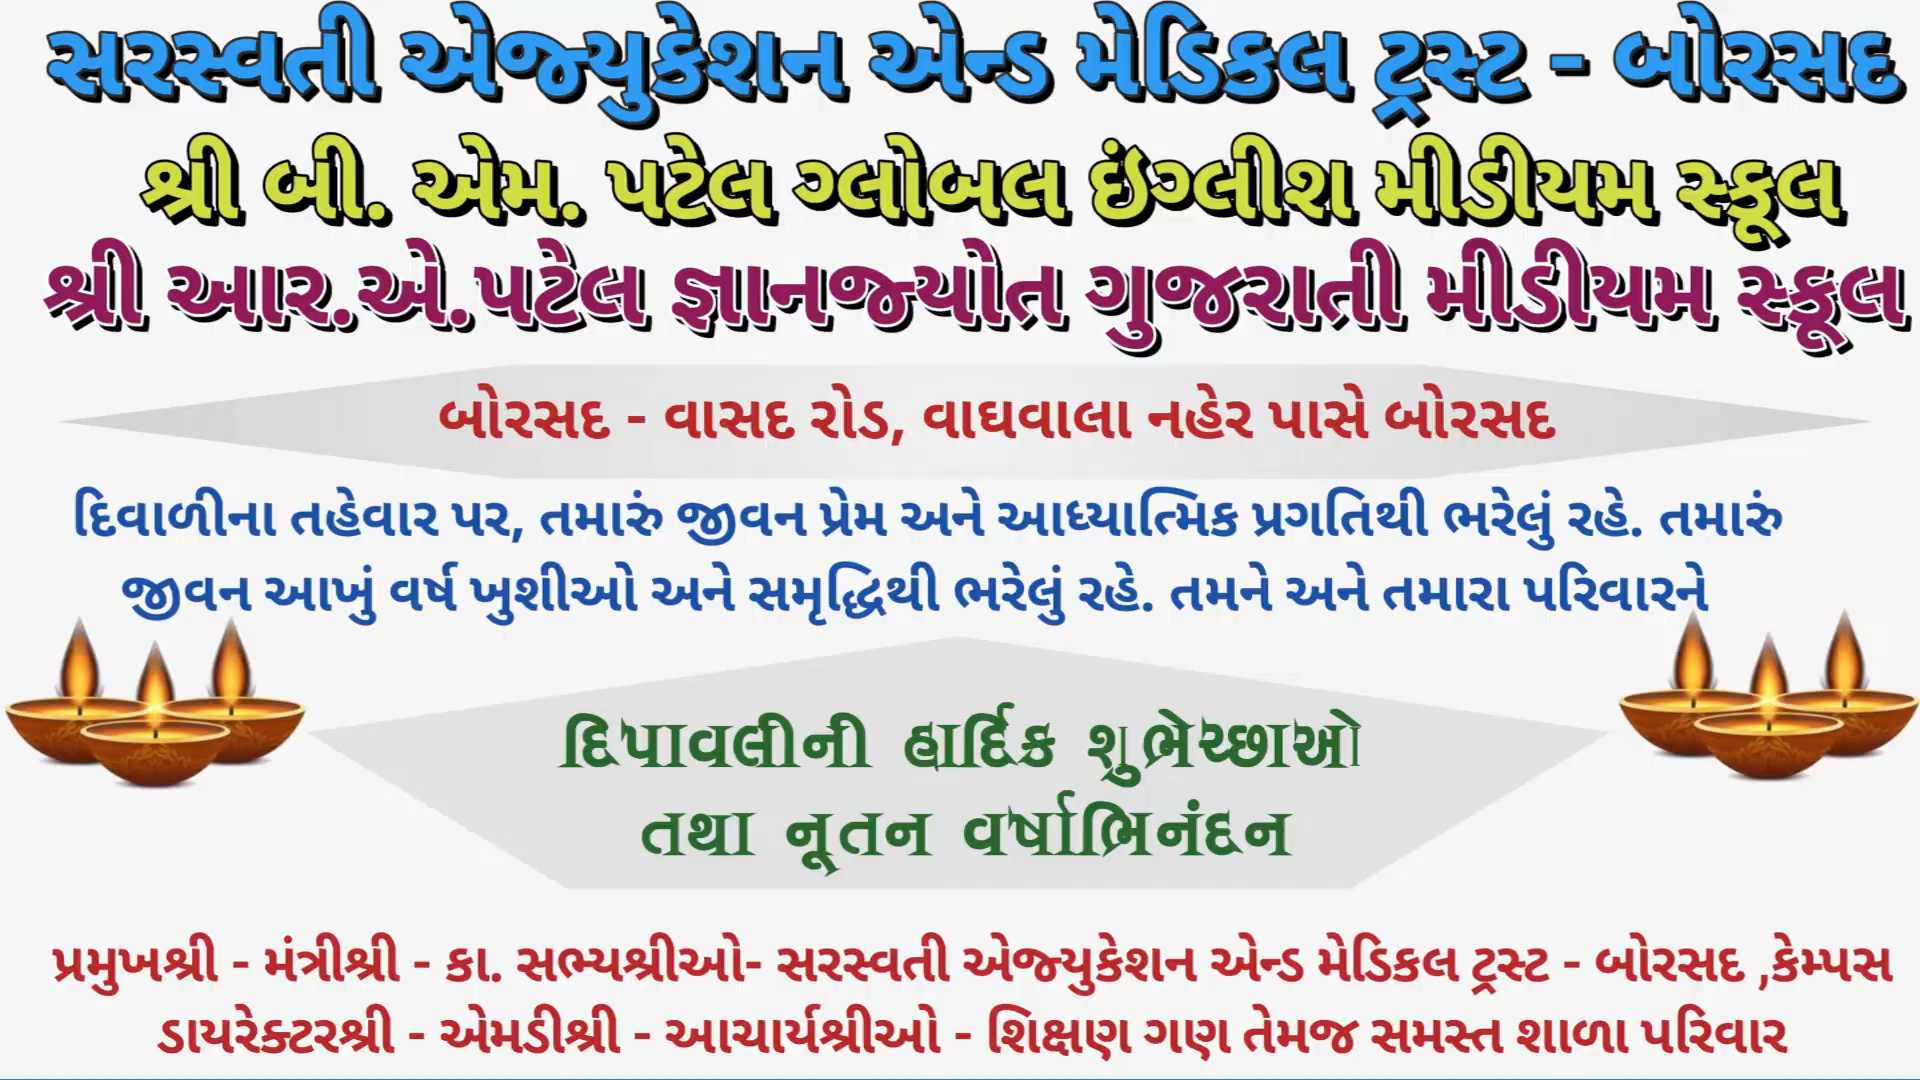 સરસ્વતી એજ્યુકેશન એન્ડ મેડિકલ ટ્રસ્ટ - બોરસદ
શ્રી બી. એમ. પટેલ ગ્લોબલ ઇંગ્લીશ મીડીયમ સ્કૂલ
શ્રી આર.એ.પટેલ જ્ઞાનજ્યોત ગુજરાતી મીડીયમ સ્કૂલ
બોરસદ - વાસદ રોડ, વાઘવાલા નહેર પાસે બોરસદ
દિવાળીના તહેવાર પર, તમારું જીવન પ્રેમ અને આધ્યાત્મિક પ્રગતિથી ભરેલું રહે. તમારું
જીવન આખું વર્ષ ખુશીઓ અને સમૃદ્ધિથી ભરેલું રહે. તમને અને તમારા પરિવારને
દિપાવલીની હાર્દિક શુભેચ્છાઓ
તથા નૂતન વર્ષાભિનંદન
પ્રમુખશ્રી - મંત્રીશ્રી - કા. સભ્યશ્રીઓ- સરસ્વતી એજ્યુકેશન એન્ડ મેડિકલ ટ્રસ્ટ - બોરસદ ,કેમ્પસ
ડાયરેક્ટરશ્રી - એમડીશ્રી - આચાર્યશ્રીઓ - શિક્ષણ ગણ તેમજ સમસ્ત શાળા પરિવાર